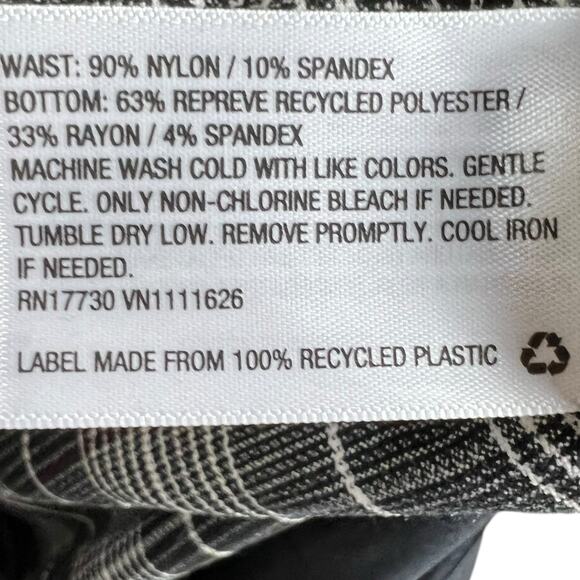 WAIST: 90% NYLON / 10% SPANDEX
BOTTOM: 63% REPREVE RECYCLED POLYESTER /
33% RAYON / 4% SPANDEX
MACHINE WASH COLD WITH LIKE COLORS. GENTLE
CYCLE. ONLY NON-CHLORINE BLEACH IF NEEDED.
TUMBLE DRY LOW. REMOVE PROMPTLY. COOL IRON
IF NEEDED.
RN17730 VN1111626
LABEL MADE FROM 100% RECYCLED PLASTIC